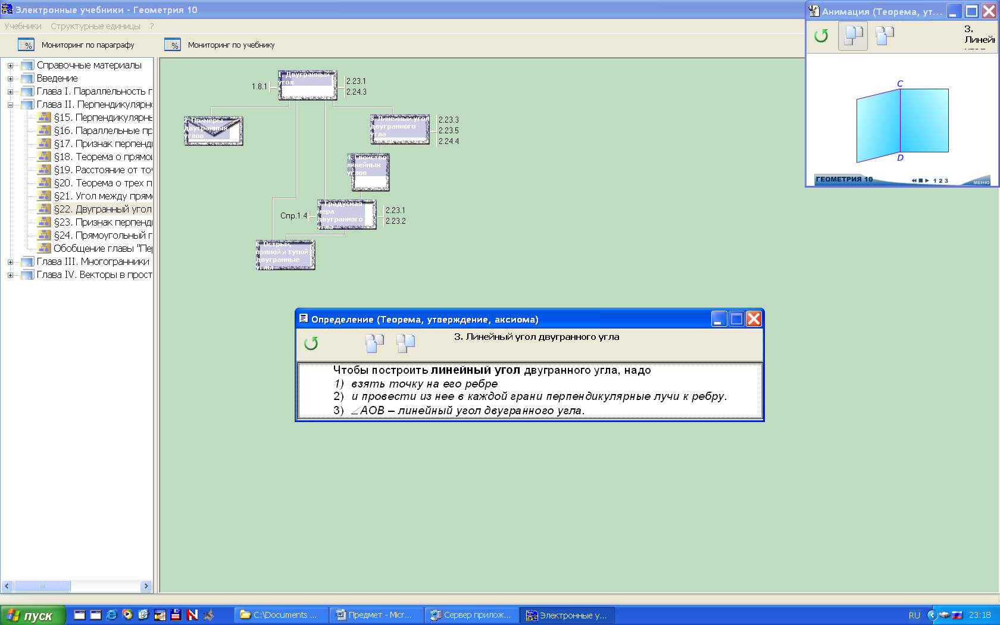 Электронные учебники - Геометрия 10
Учебники Структурные единицы ?
Мониторинг по параграфу Мониторинг по учебнику
Справочные материалы
Введение
Глава I. Параллельность
Глава II. Перпендикулярн
§15. Перпендикулярны
§16. Параллельные пр
§17. Признак перпенд
§18. Теорема о прямо
§19. Расстояние от то
§20. Теорема о трех п
§21. Угол между прям
§22. Двугранный угол
§23. Признак перпенд
§24. Прямоугольный
Обобщение главы "Пе
Глава III. Многогранники
Глава IV. Векторы в прост
1. Двугранный
угол
1.8.1
2.23.1
2.24.3
2. Примеры
двугранных
углов
3. Линейный угол
двугранного
угла
2.23.3
2.23.5
2.24.4
4. Свойство
линейных
углов
5. Градусная
мера
двугранного
угла
Спр.1.4
2.23.1
2.23.2
6. Острый,
прямой и тупой
двугранные
углы
Анимация (Теорема, ут...
3.
Линей
C
D
ГЕОМЕТРИЯ 10
1 2 3
МЕНЮ
Определение (Теорема, утверждение, аксиома)
3. Линейный угол двугранного угла
Чтобы построить линейный угол двугранного угла, надо
1) взять точку на его ребре
2) и провести из нее в каждой грани перпендикулярные лучи к ребру.
3) ∠AOB – линейный угол двугранного угла.
пуск
C:\Documents ...
Предмет - Micr...
Сервер прилож...
Электронные у...
RU
23:18